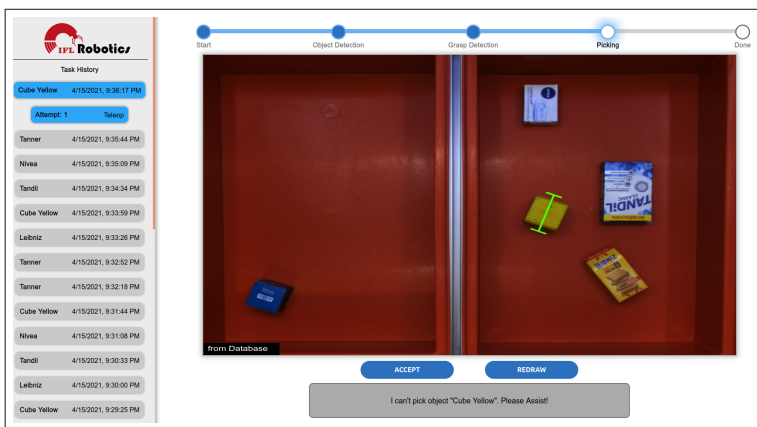 IFL Robotics
Task History
Cube Yellow 4/15/2021, 9:36:17 PM
Attempt: 1 Teleop
Tanner 4/15/2021, 9:35:44 PM
Nivea 4/15/2021, 9:35:09 PM
Tandil 4/15/2021, 9:34:34 PM
Cube Yellow 4/15/2021, 9:33:59 PM
Leibniz 4/15/2021, 9:33:26 PM
Tanner 4/15/2021, 9:32:52 PM
Tanner 4/15/2021, 9:32:18 PM
Cube Yellow 4/15/2021, 9:31:44 PM
Nivea 4/15/2021, 9:31:08 PM
Tandil 4/15/2021, 9:30:33 PM
Leibniz 4/15/2021, 9:30:00 PM
Cube Yellow 4/15/2021, 9:29:25 PM
Start Object Detection Grasp Detection Picking Done
TANDiL
CLASSIC
LEIBNIZ
from Database
ACCEPT REDRAW
I can't pick object "Cube Yellow". Please Assist!